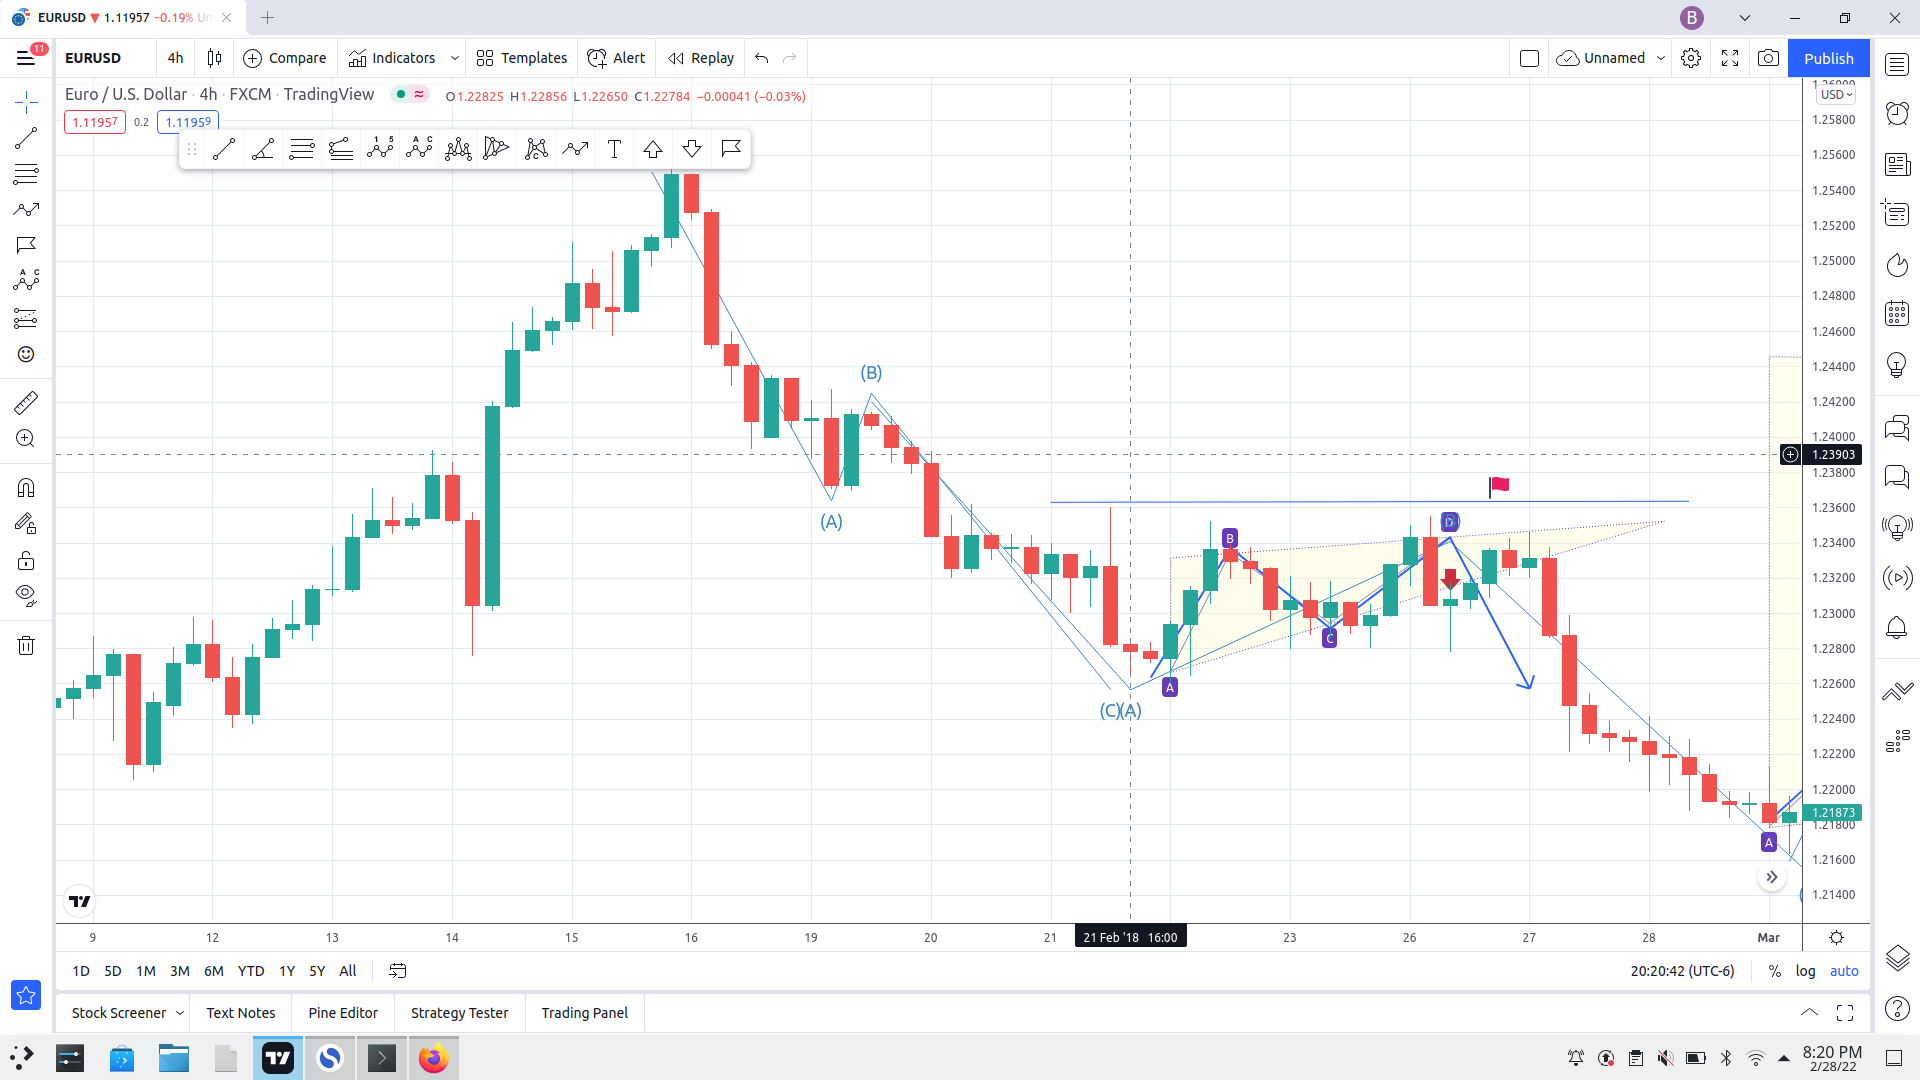 EURUSD ▼ 1.11957 −0.19% Un
B
11
EURUSD 4h Compare Indicators Templates Alert Replay Unnamed Publish
Euro / U.S. Dollar · 4h · FXCM · TradingView
O1.22825 H1.22856 L1.22650 C1.22784 −0.00041 (−0.03%)
1.11957 0.2 1.11959
1 5 A C C T
USD
1.26000
1.25800
1.25600
1.25400
1.25200
1.25000
1.24800
1.24600
1.24400
1.24200
1.24000
1.23903
1.23800
1.23600
1.23400
1.23200
1.23000
1.22800
1.22600
1.22400
1.22200
1.22000
1.21873
1.21800
1.21600
1.21400
A C
(B)
(A)
(C)(A)
B
D
C
A
A
9 12 13 14 15 16 19 20 21 21 Feb '18 16:00 23 26 27 28 Mar
1D 5D 1M 3M 6M YTD 1Y 5Y All
20:20:42 (UTC-6) % log auto
Stock Screener Text Notes Pine Editor Strategy Tester Trading Panel
8:20 PM
2/28/22